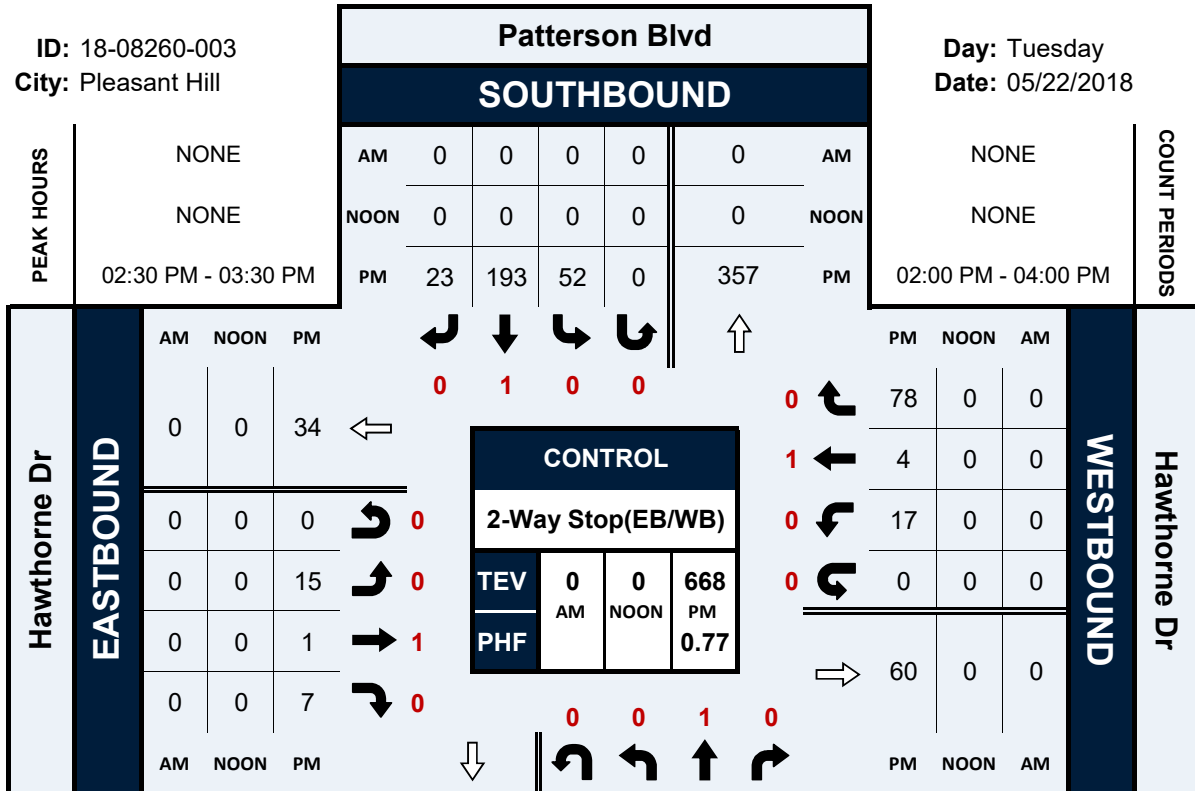 ID: 18-08260-003
City: Pleasant Hill
Patterson Blvd
SOUTHBOUND
Day: Tuesday
Date: 05/22/2018
PEAK HOURS
NONE
NONE
02:30 PM - 03:30 PM
AM 0 0 0 0 0 AM
NOON 0 0 0 0 0 NOON
PM 23 193 52 0 357 PM
NONE
NONE
02:00 PM - 04:00 PM
COUNT PERIODS
0 1 0 0
Hawthorne Dr
EASTBOUND
AM NOON PM
0 0 34
0 0 0 0
0 0 15 0
0 0 1 1
0 0 7 0
AM NOON PM
CONTROL
2-Way Stop(EB/WB)
TEV 0 0 668
AM NOON PM
PHF 0.77
PM NOON AM
0 78 0 0
1 4 0 0
0 17 0 0
0 0 0 0
60 0 0
PM NOON AM
WESTBOUND
Hawthorne Dr
0 0 1 0